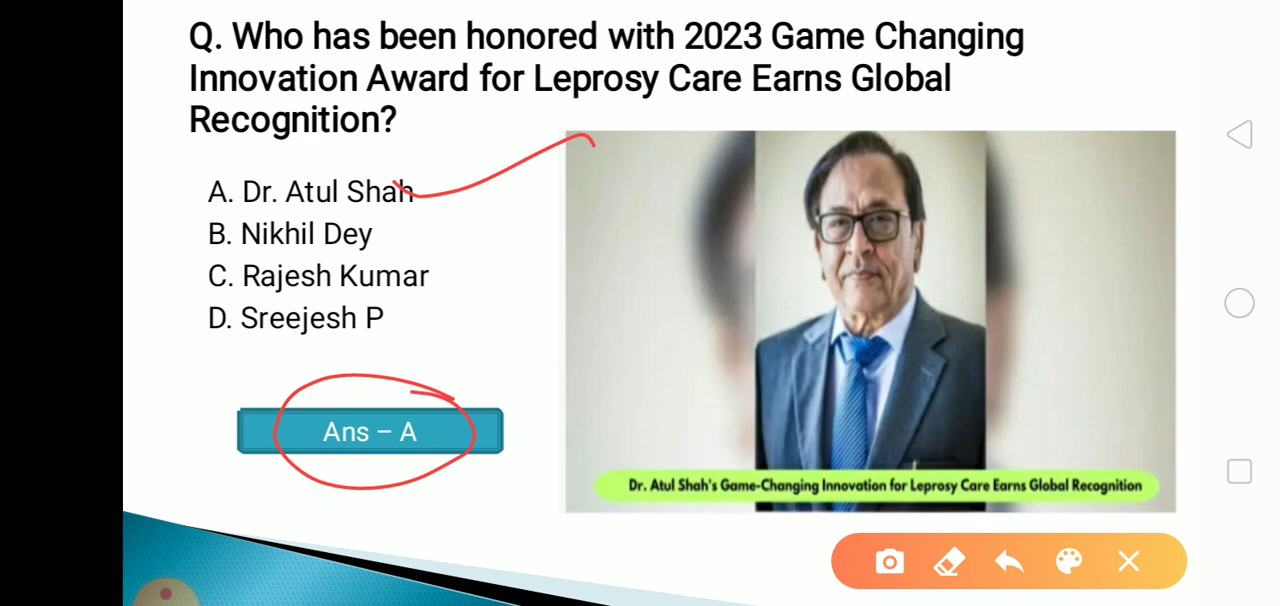 Q. Who has been honored with 2023 Game Changing
Innovation Award for Leprosy Care Earns Global
Recognition?
A. Dr. Atul Shah
B. Nikhil Dey
C. Rajesh Kumar
D. Sreejesh P
Ans – A
Dr. Atul Shah's Game-Changing Innovation for Leprosy Care Earns Global Recognition